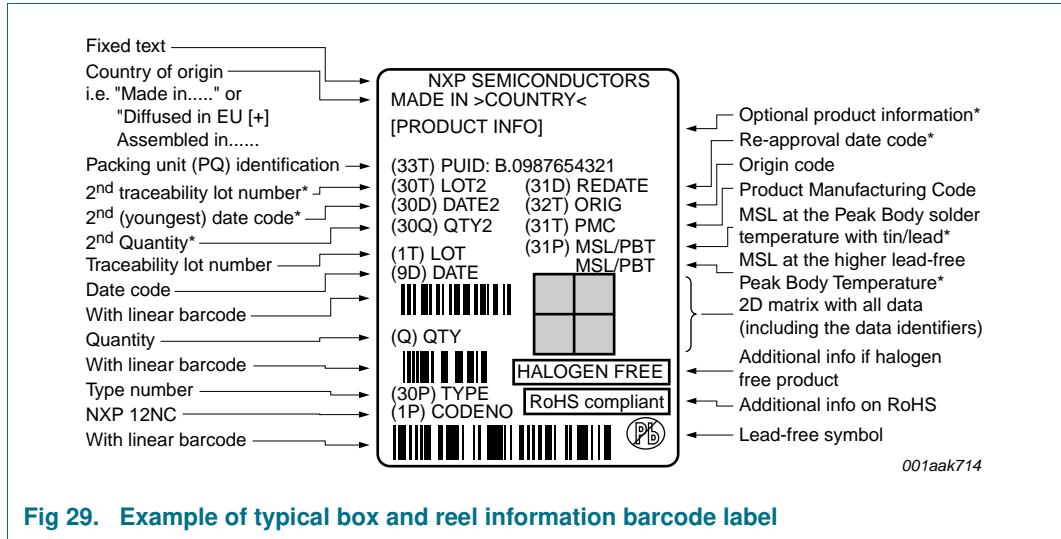 Fixed text
Country of origin
i.e. "Made in....." or
"Diffused in EU [+]
Assembled in......
Packing unit (PQ) identification
2nd traceability lot number*
2nd (youngest) date code*
2nd Quantity*
Traceability lot number
Date code
With linear barcode
Quantity
With linear barcode
Type number
NXP 12NC
With linear barcode
NXP SEMICONDUCTORS
MADE IN >COUNTRY<
[PRODUCT INFO]
(33T) PUID: B.0987654321
(30T) LOT2 (31D) REDATE
(30D) DATE2 (32T) ORIG
(30Q) QTY2 (31T) PMC
(31P) MSL/PBT
(1T) LOT MSL/PBT
(9D) DATE
(Q) QTY
HALOGEN FREE
(30P) TYPE
(1P) CODENO RoHS compliant
Pb
Optional product information*
Re-approval date code*
Origin code
Product Manufacturing Code
MSL at the Peak Body solder
temperature with tin/lead*
MSL at the higher lead-free
Peak Body Temperature*
2D matrix with all data
(including the data identifiers)
Additional info if halogen
free product
Additional info on RoHS
Lead-free symbol
001aak714
Fig 29. Example of typical box and reel information barcode label